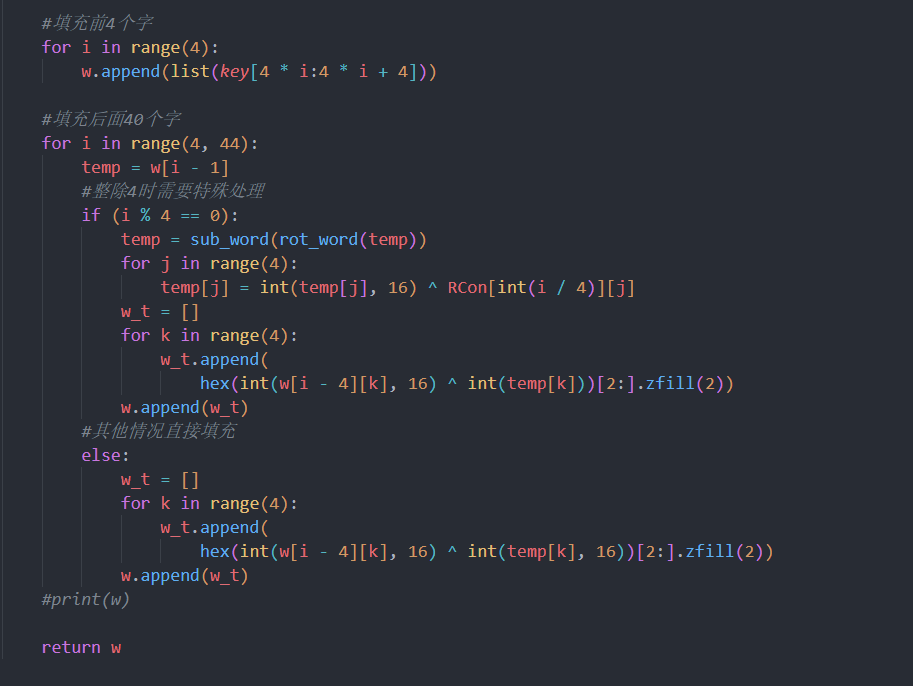 #填充前4个字
for i in range(4):
    w.append(list(key[4 * i:4 * i + 4]))

#填充后面40个字
for i in range(4, 44):
    temp = w[i - 1]
    #整除4时需要特殊处理
    if (i % 4 == 0):
        temp = sub_word(rot_word(temp))
        for j in range(4):
            temp[j] = int(temp[j], 16) ^ RCon[int(i / 4)][j]
        w_t = []
        for k in range(4):
            w_t.append(
                hex(int(w[i - 4][k], 16) ^ int(temp[k]))[2:].zfill(2))
        w.append(w_t)
    #其他情况直接填充
    else:
        w_t = []
        for k in range(4):
            w_t.append(
                hex(int(w[i - 4][k], 16) ^ int(temp[k], 16))[2:].zfill(2))
        w.append(w_t)
#print(w)

return w